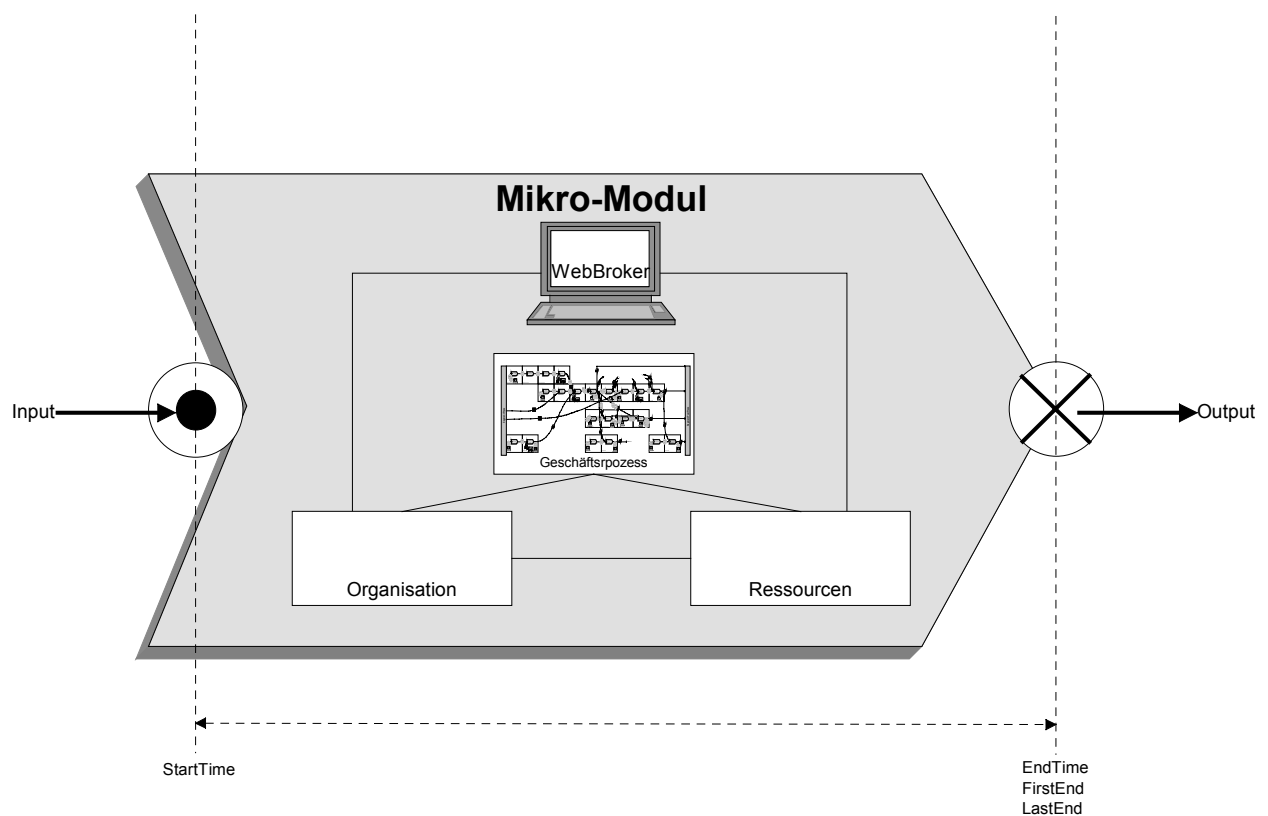 Mikro-Modul
WebBroker
Geschäftsrpozess
Input
Output
Organisation
Ressourcen
StartTime
EndTime
FirstEnd
LastEnd